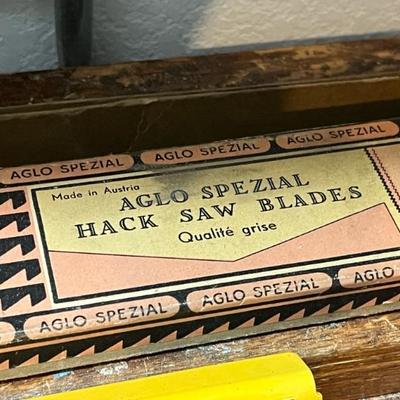 AGLO SPEZIAL AGLO SPEZIAL AGLO SPEZIAL
Made in Austria
AGLO SPEZIAL
HACK SAW BLADES
Qualité grise
AGLO SPEZIAL AGLO SPEZIAL AGLO